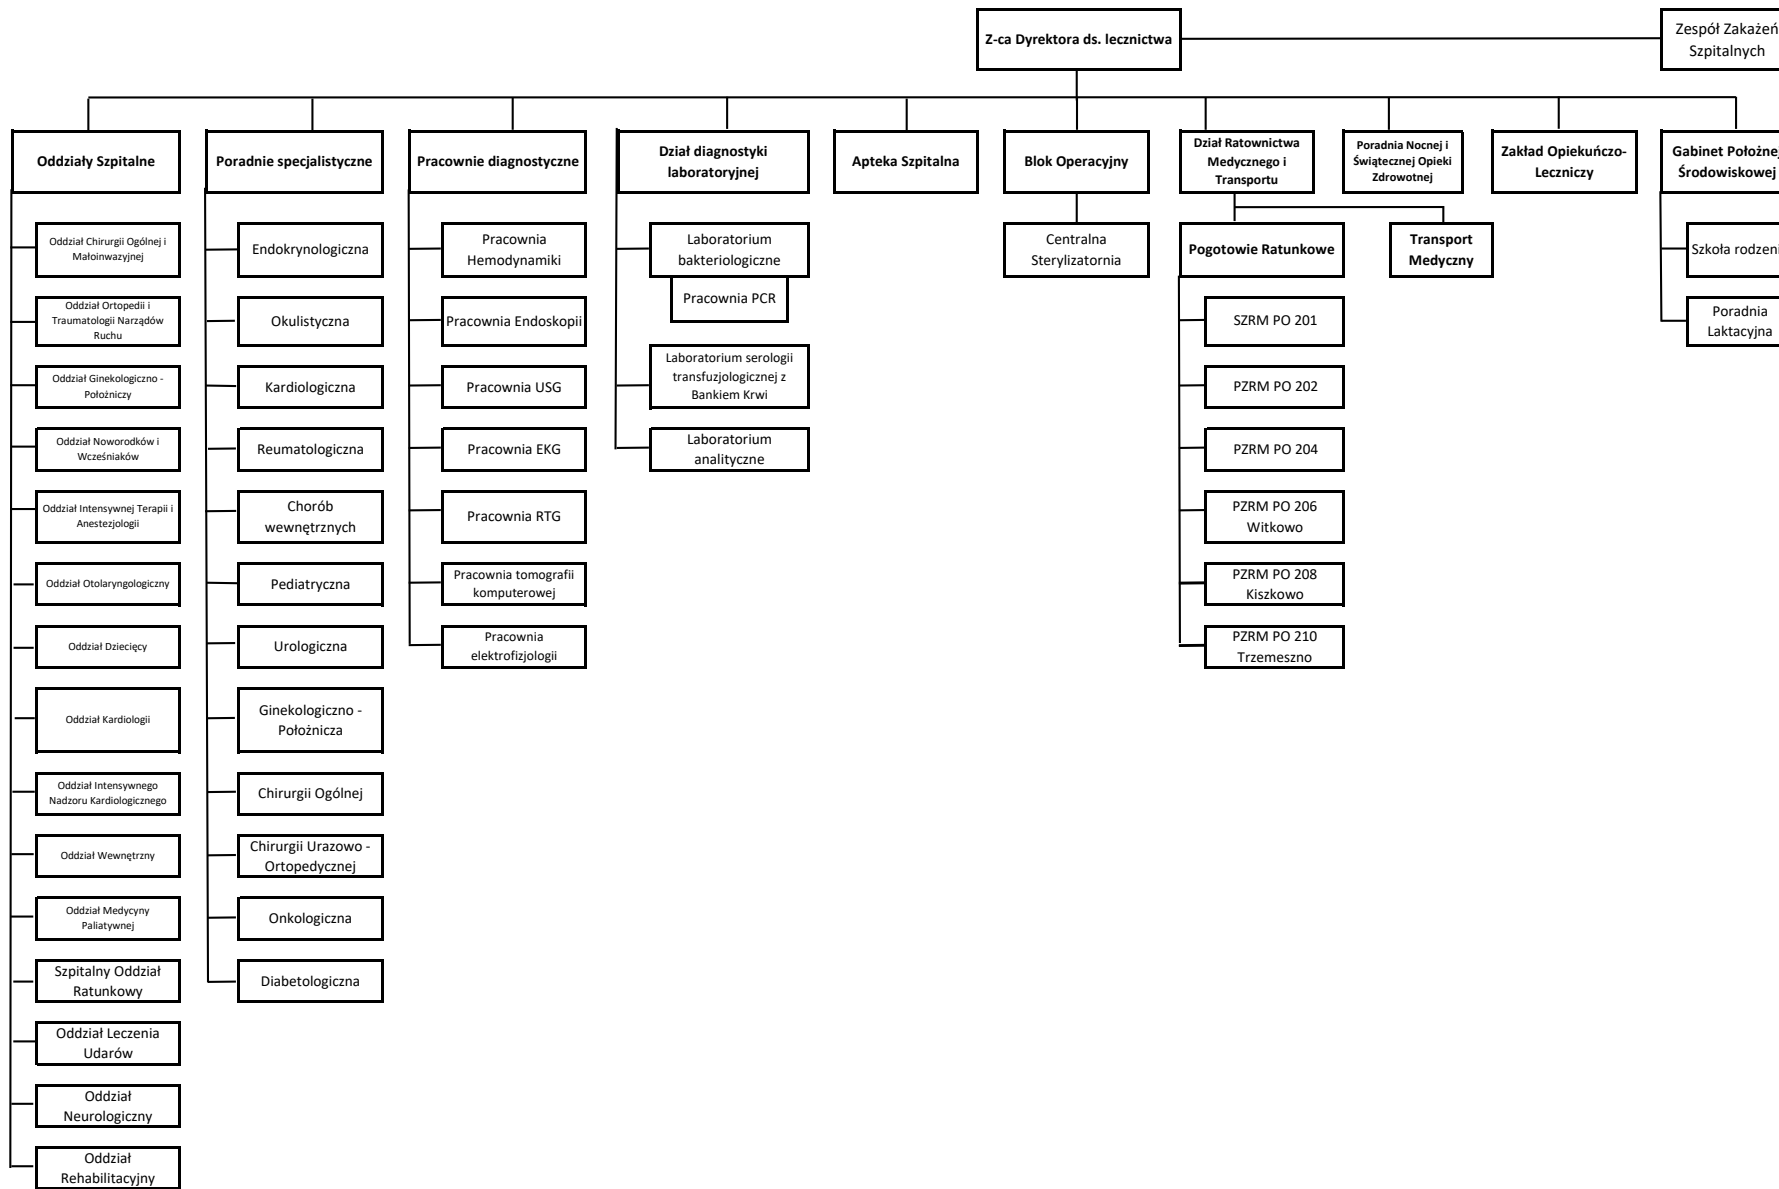 Z-ca Dyrektora ds. lecznictwa
Zespół Zakażeń
Szpitalnych
Oddziały Szpitalne
Poradnie specjalistyczne
Pracownie diagnostyczne
Dział diagnostyki
laboratoryjnej
Apteka Szpitalna
Blok Operacyjny
Dział Ratownictwa
Medycznego i
Transportu
Poradnia Nocnej i
Świątecznej Opieki
Zdrowotnej
Zakład Opiekuńczo-
Leczniczy
Gabinet Położnej
Środowiskowej
Oddział Chirurgii Ogólnej i
Małoinwazyjnej
Oddział Ortopedii i
Traumatologii Narządów
Ruchu
Oddział Ginekologiczno -
Położniczy
Oddział Noworodków i
Wcześniaków
Oddział Intensywnej Terapii i
Anestezjologii
Oddział Otolaryngologiczny
Oddział Dziecięcy
Oddział Kardiologii
Oddział Intensywnego
Nadzoru Kardiologicznego
Oddział Wewnętrzny
Oddział Medycyny
Paliatywnej
Szpitalny Oddział
Ratunkowy
Oddział Leczenia
Udarów
Oddział
Neurologiczny
Oddział
Rehabilitacyjny
Endokrynologiczna
Okulistyczna
Kardiologiczna
Reumatologiczna
Chorób
wewnętrznych
Pediatryczna
Urologiczna
Ginekologiczno -
Położnicza
Chirurgii Ogólnej
Chirurgii Urazowo -
Ortopedycznej
Onkologiczna
Diabetologiczna
Pracownia
Hemodynamiki
Pracownia Endoskopii
Pracownia USG
Pracownia EKG
Pracownia RTG
Pracownia tomografii
komputerowej
Pracownia
elektrofizjologii
Laboratorium
bakteriologiczne
Pracownia PCR
Laboratorium serologii
transfuzjologicznej z
Bankiem Krwi
Laboratorium
analityczne
Centralna
Sterylizatornia
Pogotowie Ratunkowe
Transport
Medyczny
SZRM PO 201
PZRM PO 202
PZRM PO 204
PZRM PO 206
Witkowo
PZRM PO 208
Kiszkowo
PZRM PO 210
Trzemeszno
Szkoła rodzeni
Poradnia
Laktacyjna